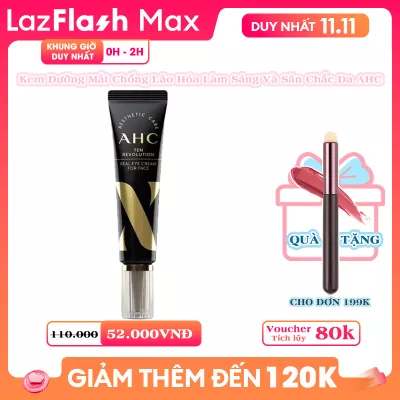 LazFlash Max
DUY NHẤT 11.11
KHUNG GIỜ
DUY NHẤT
0H - 2H
Kem Dưỡng Mắt Chống Lão Hóa Làm Sáng Và Săn Chắc Da AHC
AESTHETIC CARE
AHC
TEN
REVOLUTION
REAL EYE CREAM
FOR FACE
QUÀ TẶNG
CHO ĐƠN 199K
110.000 52.000VNĐ
Voucher
Tích lũy
80k
GIẢM THÊM ĐẾN 120K